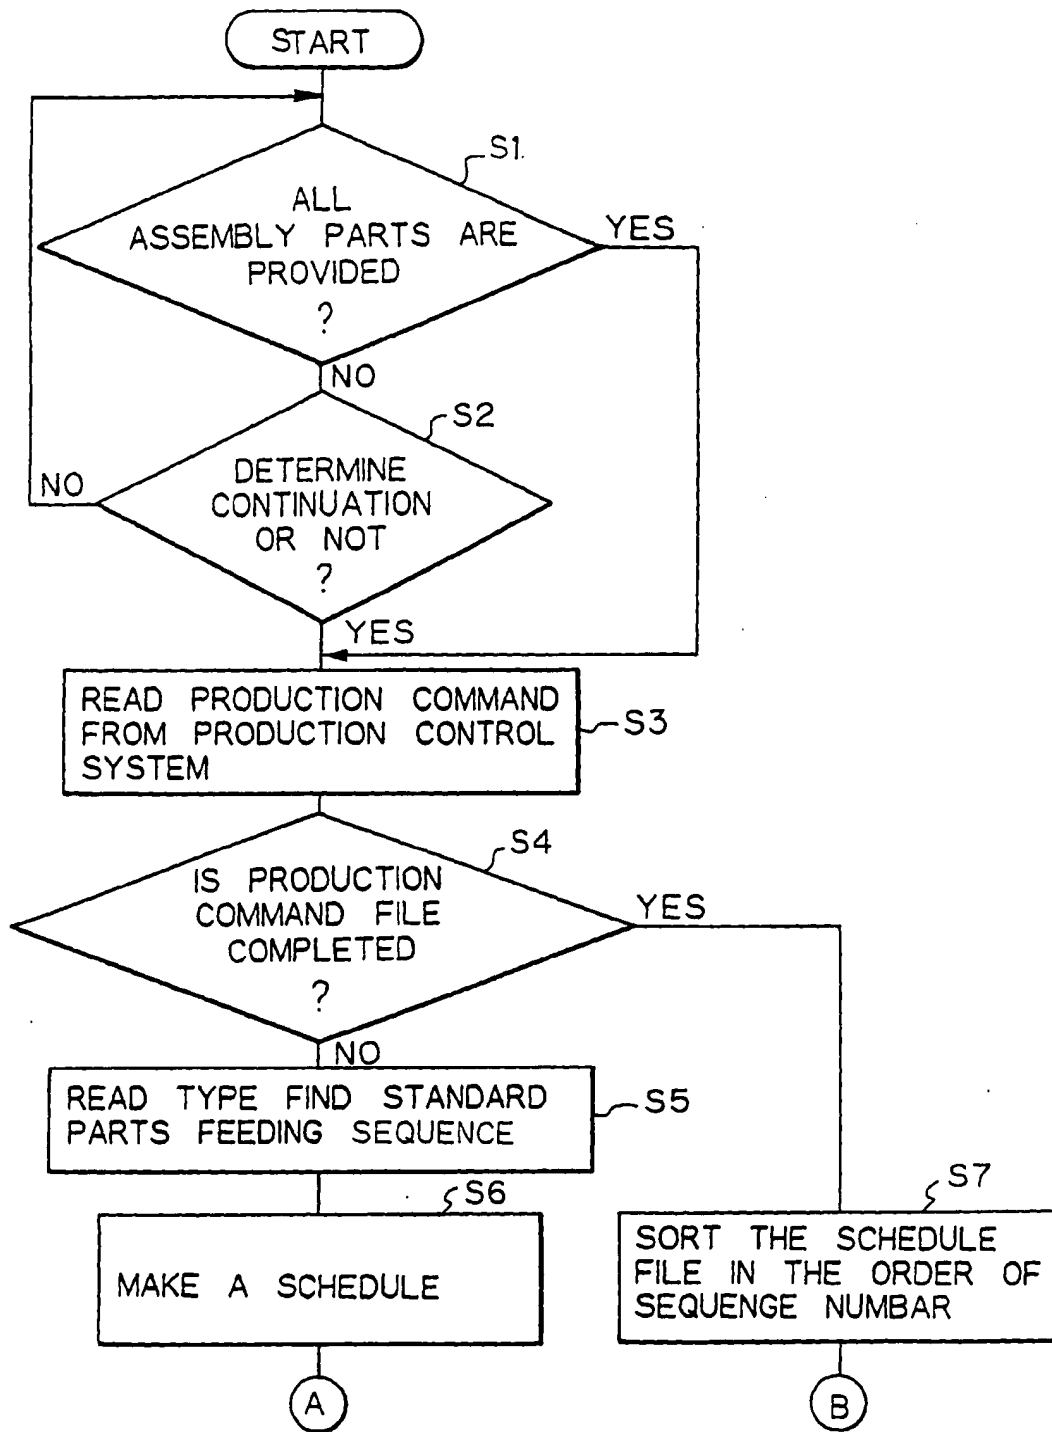 START
S1
ALL
ASSEMBLY PARTS ARE
PROVIDED
?
YES
NO
S2
DETERMINE
CONTINUATION
OR NOT
?
NO
YES
READ PRODUCTION COMMAND
FROM PRODUCTION CONTROL
SYSTEM
S3
S4
IS PRODUCTION
COMMAND FILE
COMPLETED
?
YES
NO
READ TYPE FIND STANDARD
PARTS FEEDING SEQUENCE
S5
S6
MAKE A SCHEDULE
S7
SORT THE SCHEDULE
FILE IN THE ORDER OF
SEQUENGE NUMBAR
A
B